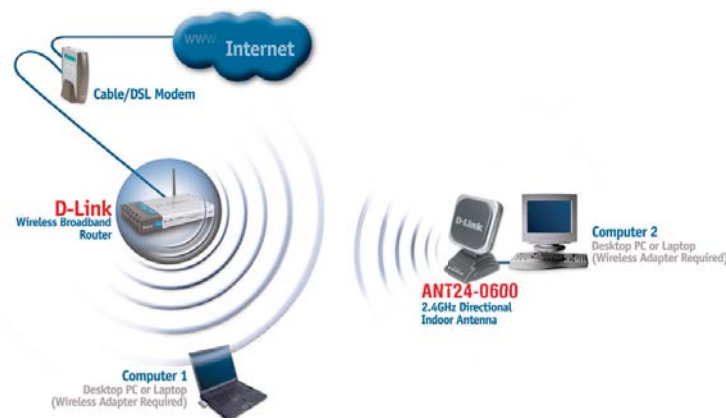 www. Internet
Cable/DSL Modem
D-Link
Wireless Broadband
Router
D-Link
ANT24-0600
2.4GHz Directional
Indoor Antenna
Computer 2
Desktop PC or Laptop
(Wireless Adapter Required)
Computer 1
Desktop PC or Laptop
(Wireless Adapter Required)